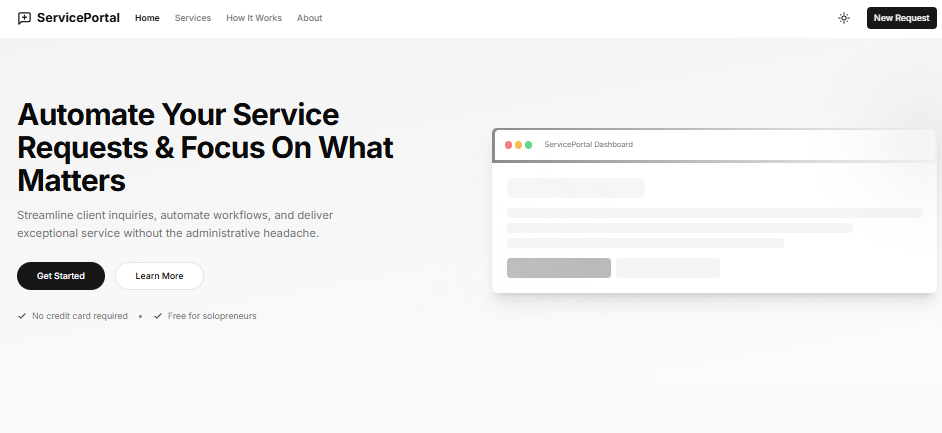 ServicePortal
Home
Services
How It Works
About
New Request
Automate Your Service
Requests & Focus On What
Matters
Streamline client inquiries, automate workflows, and deliver
exceptional service without the administrative headache.
Get Started
Learn More
No credit card required • Free for solopreneurs
ServicePortal Dashboard